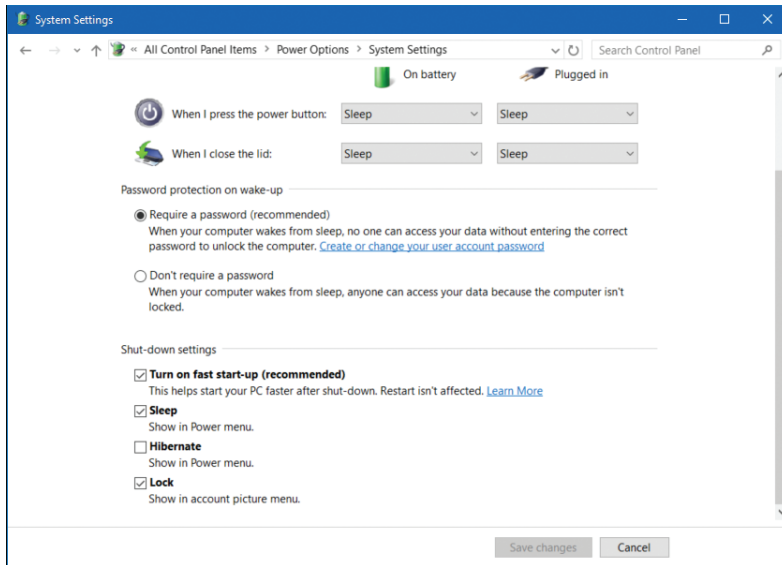 System Settings
« All Control Panel Items > Power Options > System Settings
Search Control Panel
On battery
Plugged in
When I press the power button: Sleep Sleep
When I close the lid: Sleep Sleep
Password protection on wake-up
Require a password (recommended)
When your computer wakes from sleep, no one can access your data without entering the correct
password to unlock the computer. Create or change your user account password
Don't require a password
When your computer wakes from sleep, anyone can access your data because the computer isn't
locked.
Shut-down settings
Turn on fast start-up (recommended)
This helps start your PC faster after shut-down. Restart isn't affected. Learn More
Sleep
Show in Power menu.
Hibernate
Show in Power menu.
Lock
Show in account picture menu.
Save changes
Cancel